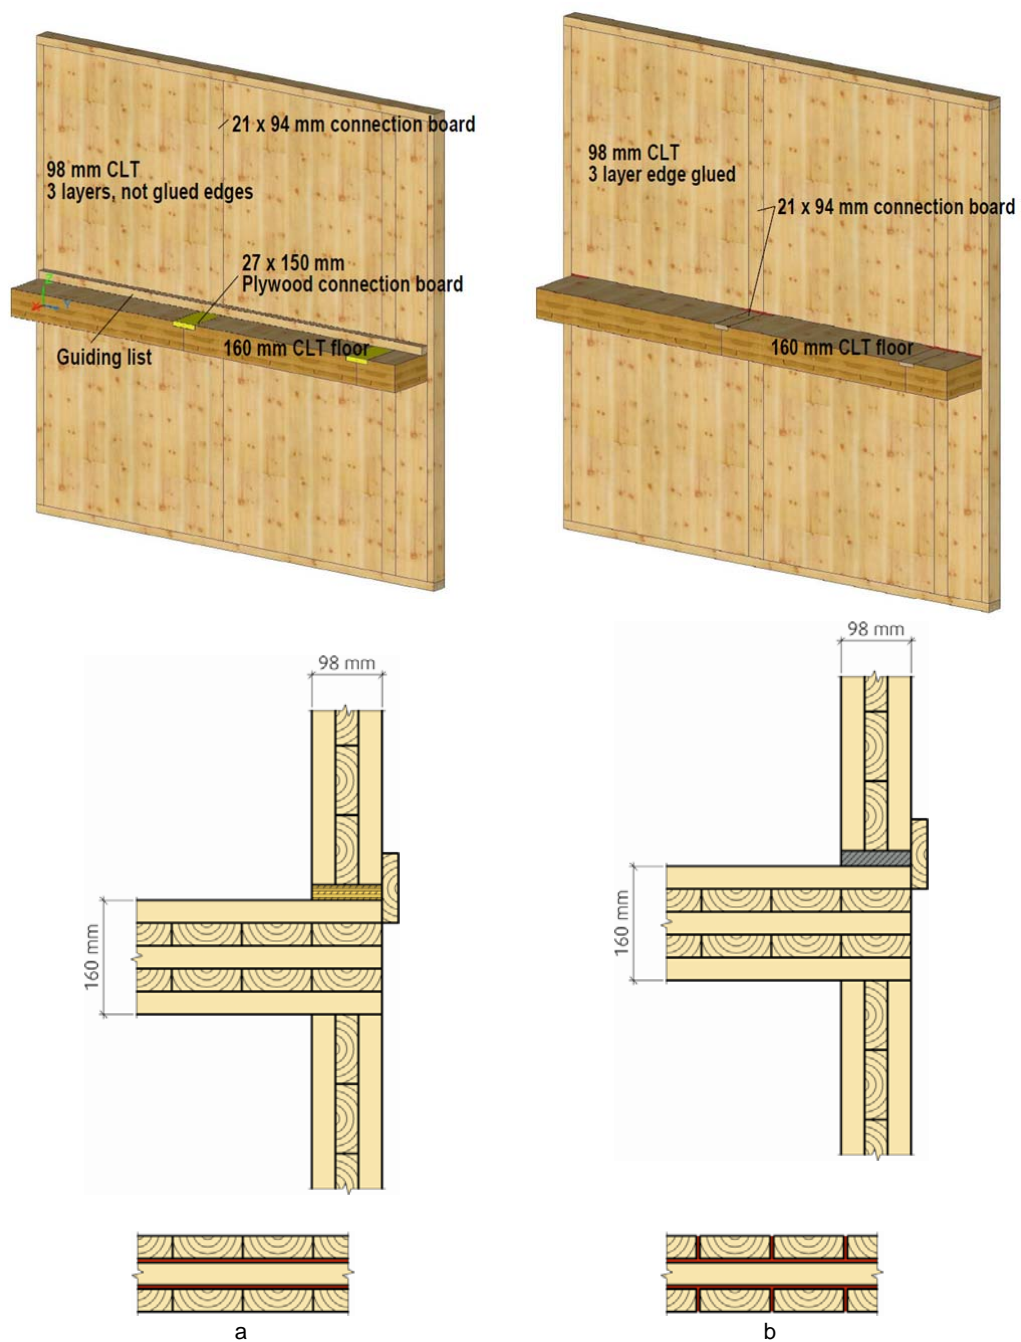 21 x 94 mm connection board
98 mm CLT
3 layers, not glued edges
27 x 150 mm
Plywood connection board
Guiding list
160 mm CLT floor
98 mm CLT
3 layer edge glued
21 x 94 mm connection board
160 mm CLT floor
98 mm
160 mm
98 mm
160 mm
a
b